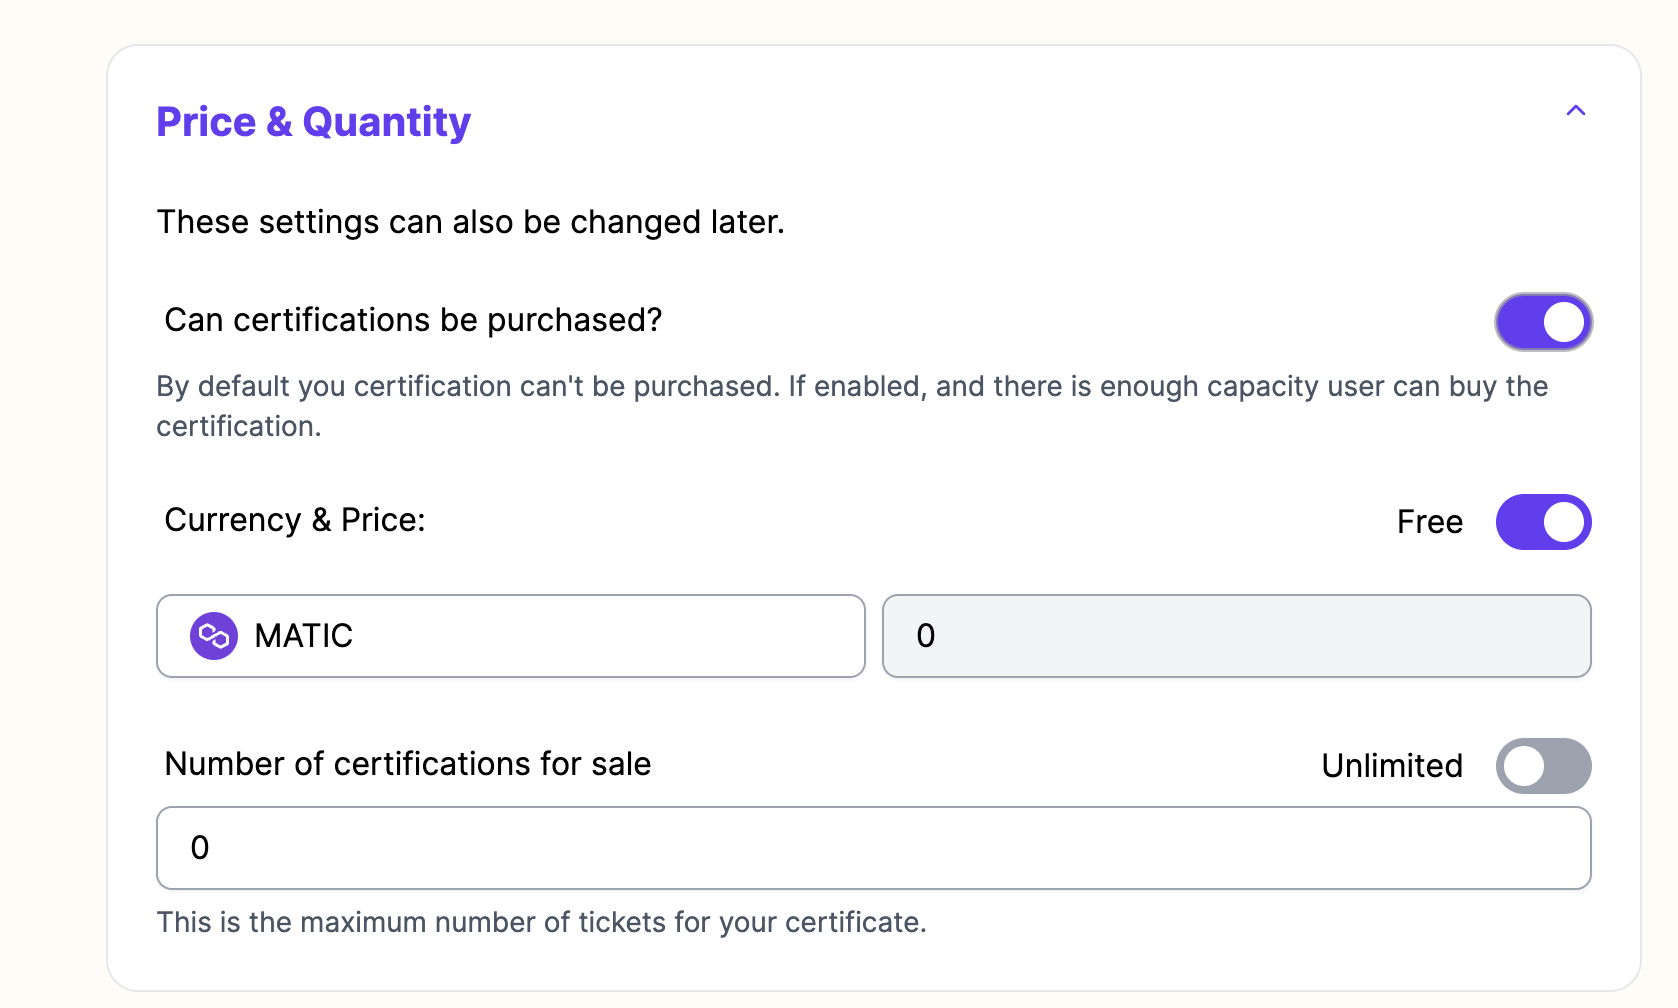 Price & Quantity
These settings can also be changed later.
Can certifications be purchased?
By default you certification can't be purchased. If enabled, and there is enough capacity user can buy the
certification.
Currency & Price:
Free
MATIC
0
Number of certifications for sale
Unlimited
0
This is the maximum number of tickets for your certificate.